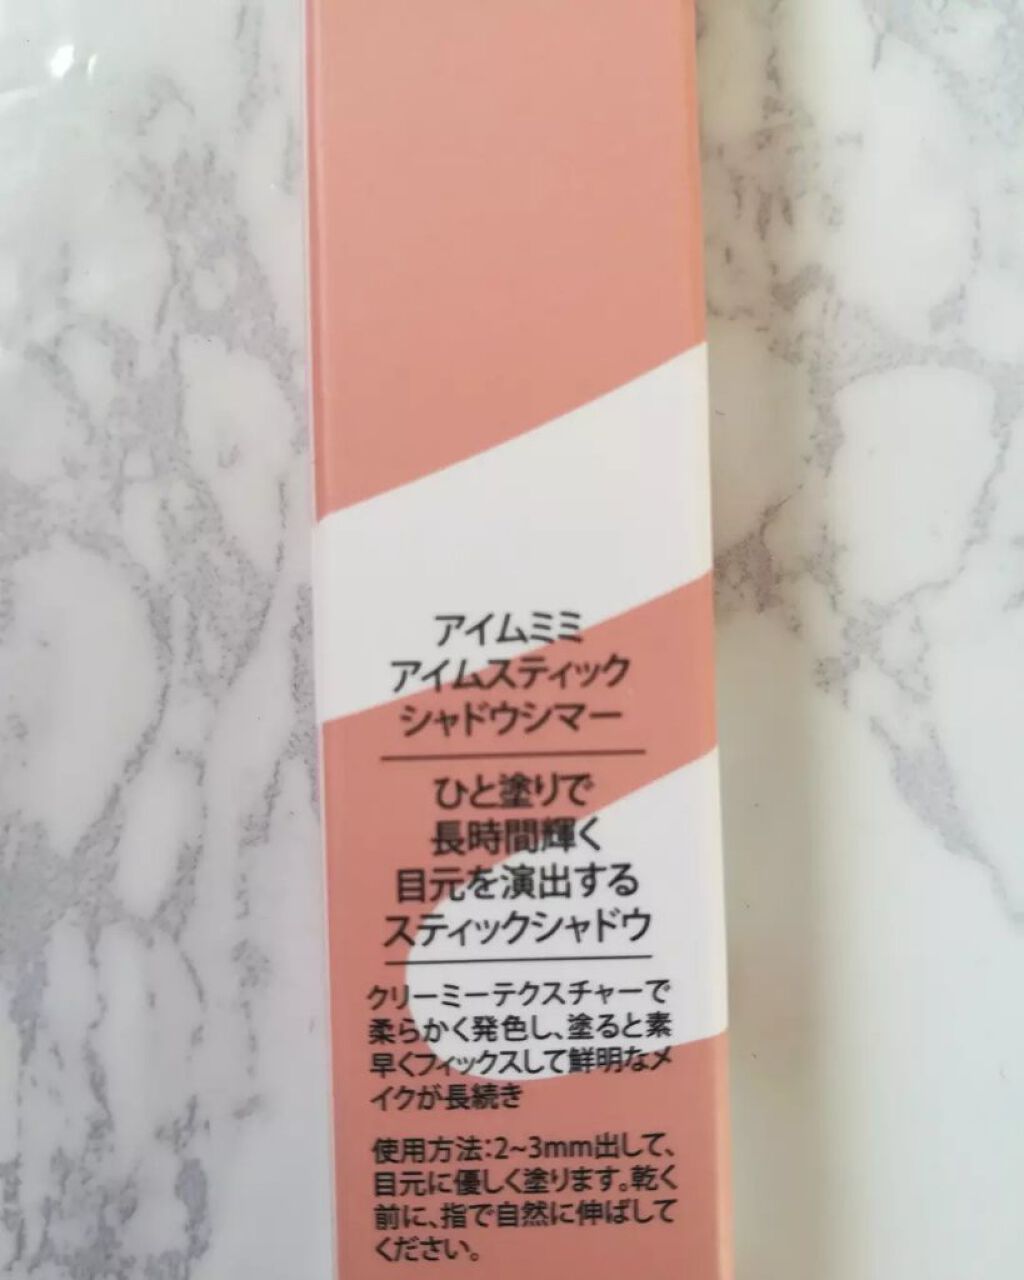 アイムミミ
アイムスティック
シャドウシマー
ひと塗りで
長時間輝く
目元を演出する
スティックシャドウ
クリーミーテクスチャーで
柔らかく発色し、塗ると素
早くフィックスして鮮明なメ
イクが長続き
使用方法:2~3mm出して、
目元に優しく塗ります。乾く
前に、指で自然に伸ばして
ください。